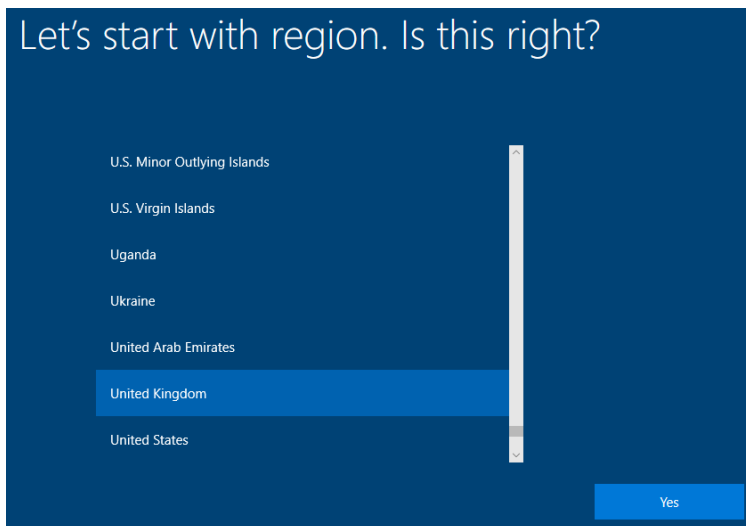 Let's start with region. Is this right?
U.S. Minor Outlying Islands
U.S. Virgin Islands
Uganda
Ukraine
United Arab Emirates
United Kingdom
United States
Yes